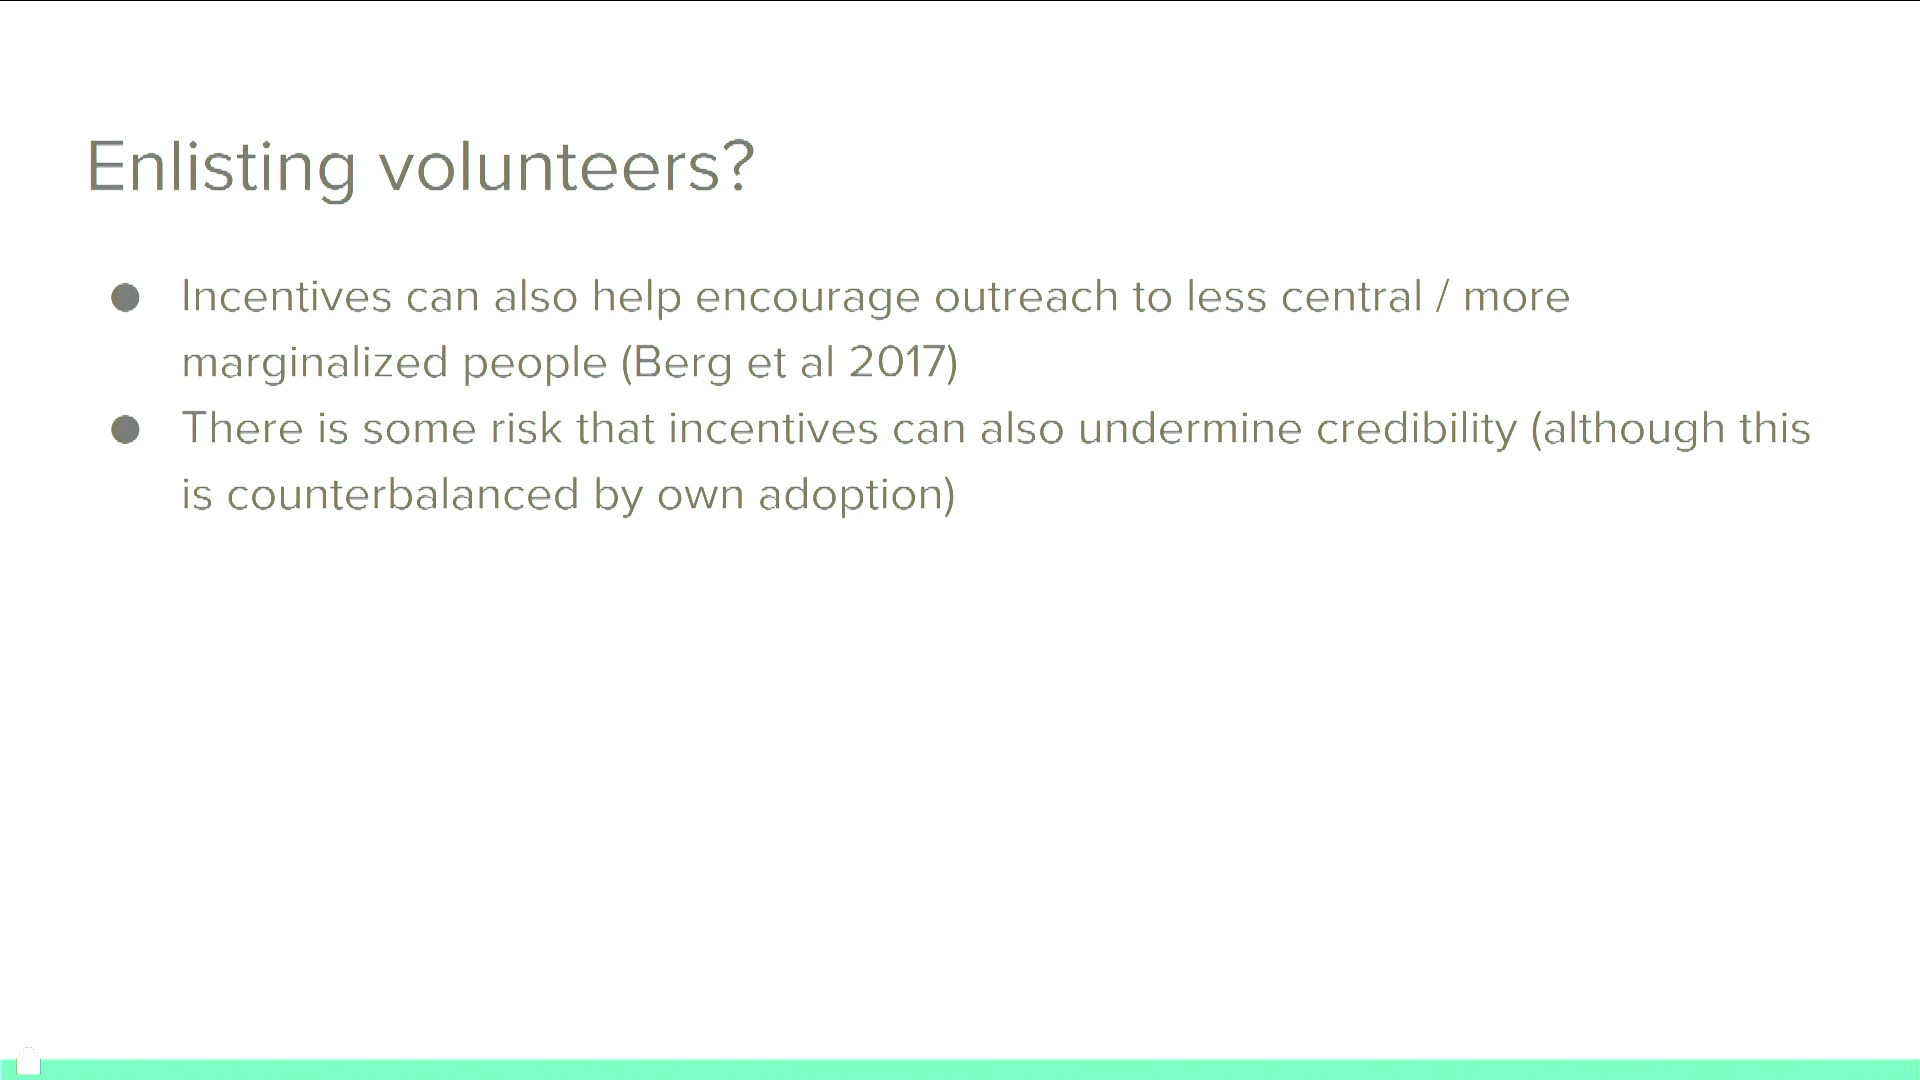 Enlisting volunteers?
● Incentives can also help encourage outreach to less central / more
marginalized people (Berg et al 2017)
● There is some risk that incentives can also undermine credibility (although this
is counterbalanced by own adoption)